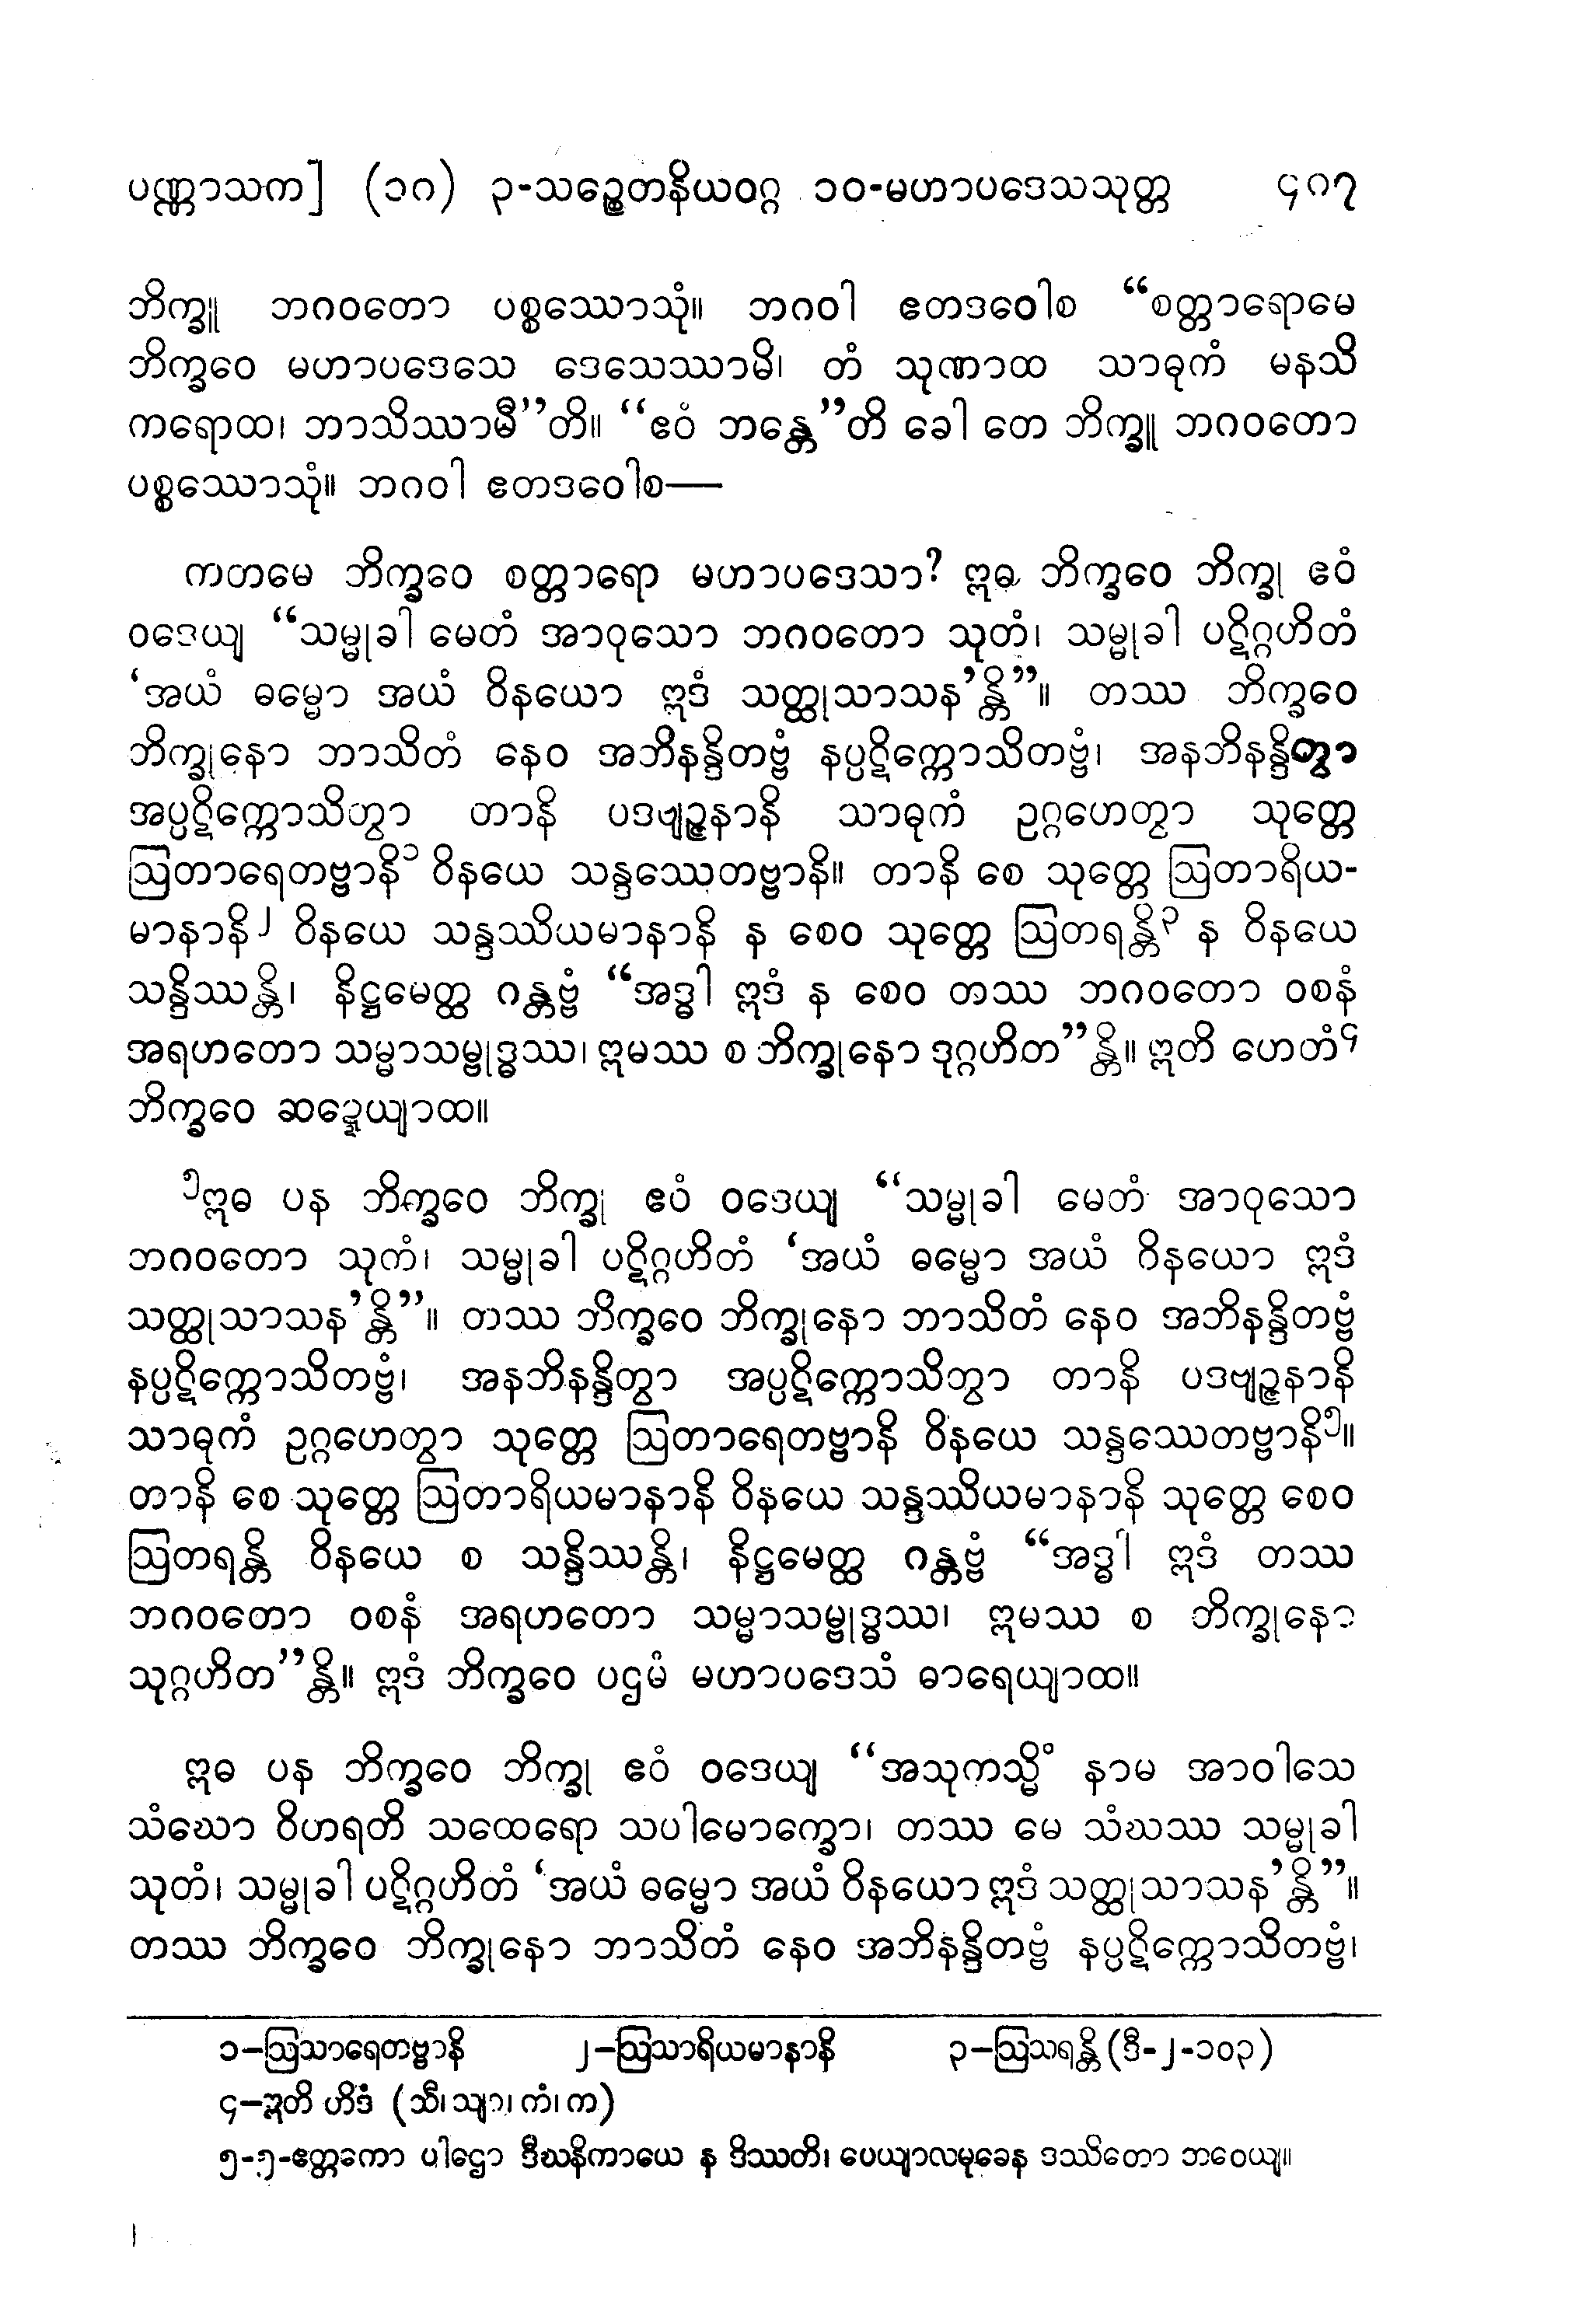 ပဏ္ဏာသက] (၁၈) ၃-သဉ္စေတနိယဝဂ္ဂ ၁၀-မဟာပဒေသသုတ္တ ၄၈၇
ဘိက္ခူ ဘဂဝတော ပစ္စဿောသုံ။ ဘဂဝါ ဧတဒဝေါစ “စတ္တာရောမေ
ဘိက္ခဝေ မဟာပဒေသေ ဒေသေဿာမိ၊ တံ သုဏာထ သာဓုကံ မနသိ
ကရောထ၊ ဘာသိဿာမီ”တိ။ “ဧဝံ ဘန္တေ”တိ ခေါ တေ ဘိက္ခူ ဘဂဝတော
ပစ္စဿောသုံ။ ဘဂဝါ ဧတဒဝေါစ—
ကတမေ ဘိက္ခဝေ စတ္တာရော မဟာပဒေသာ? ဣဓ ဘိက္ခဝေ ဘိက္ခု ဧဝံ
ဝဒေယျ “သမ္မုခါ မေတံ အာဝုသော ဘဂဝတော သုတံ၊ သမ္မုခါ ပဋိဂ္ဂဟိတံ
‘အယံ ဓမ္မော အယံ ဝိနယော ဣဒံ သတ္ထုသာသန’န္တိ”။ တဿ ဘိက္ခဝေ
ဘိက္ခုနော ဘာသိတံ နေဝ အဘိနန္ဒိတဗ္ဗံ နပ္ပဋိက္ကောသိတဗ္ဗံ၊ အနဘိနန္ဒိတွာ
အပ္ပဋိက္ကောသိတွာ တာနိ ပဒဗျဉ္ဇနာနိ သာဓုကံ ဥဂ္ဂဟေတွာ သုတ္တေ
ဩတာရေတဗ္ဗာနိ၁ ဝိနယေ သန္ဒဿေတဗ္ဗာနိ။ တာနိ စေ သုတ္တေ ဩတာရိယ-
မာနာနိ၂ ဝိနယေ သန္ဒဿိယမာနာနိ န စေဝ သုတ္တေ ဩတရန္တိ၃ န ဝိနယေ
သန္ဒိဿန္တိ၊ နိဋ္ဌမေတ္ထ ဂန္တဗ္ဗံ “အဒ္ဓါ ဣဒံ န စေဝ တဿ ဘဂဝတော ဝစနံ
အရဟတော သမ္မာသမ္ဗုဒ္ဓဿ၊ ဣမဿ စ ဘိက္ခုနော ဒုဂ္ဂဟိတ”န္တိ။ ဣတိ ဟေတံ၄
ဘိက္ခဝေ ဆဍ္ဍေယျာထ။
၅ဣဓ ပန ဘိက္ခဝေ ဘိက္ခု ဧဝံ ဝဒေယျ “သမ္မုခါ မေတံ အာဝုသော
ဘဂဝတော သုကံ၊ သမ္မုခါ ပဋိဂ္ဂဟိတံ ‘အယံ ဓမ္မော အယံ ဝိနယော ဣဒံ
သတ္ထုသာသန’န္တိ”။ တဿ ဘိက္ခဝေ ဘိက္ခုနော ဘာသိတံ နေဝ အဘိနန္ဒိတဗ္ဗံ
နပ္ပဋိက္ကောသိတဗ္ဗံ၊ အနဘိနန္ဒိတွာ အပ္ပဋိက္ကောသိတွာ တာနိ ပဒဗျဉ္ဇနာနိ
သာဓုကံ ဥဂ္ဂဟေတွာ သုတ္တေ ဩတာရေတဗ္ဗာနိ ဝိနယေ သန္ဒဿေတဗ္ဗာနိ၅။
တာနိ စေ သုတ္တေ ဩတာရိယမာနာနိ ဝိနယေ သန္ဒဿိယမာနာနိ သုတ္တေ စေဝ
ဩတရန္တိ ဝိနယေ စ သန္ဒိဿန္တိ၊ နိဋ္ဌမေတ္ထ ဂန္တဗ္ဗံ “အဒ္ဓါ ဣဒံ တဿ
ဘဂဝတော ဝစနံ အရဟတော သမ္မာသမ္ဗုဒ္ဓဿ၊ ဣမဿ စ ဘိက္ခုနော
သုဂ္ဂဟိတ”န္တိ။ ဣဒံ ဘိက္ခဝေ ပဌမံ မဟာပဒေသံ ဓာရေယျာထ။
ဣဓ ပန ဘိက္ခဝေ ဘိက္ခု ဧဝံ ဝဒေယျ “အသုကသ္မိံ နာမ အာဝါသေ
သံဃော ဝိဟရတိ သထေရော သပါမောက္ခော၊ တဿ မေ သံဃဿ သမ္မုခါ
သုတံ၊ သမ္မုခါ ပဋိဂ္ဂဟိတံ ‘အယံ ဓမ္မော အယံ ဝိနယော ဣဒံ သတ္ထုသာသန’န္တိ”။
တဿ ဘိက္ခဝေ ဘိက္ခုနော ဘာသိတံ နေဝ အဘိနန္ဒိတဗ္ဗံ နပ္ပဋိက္ကောသိတဗ္ဗံ၊
၁—ဩသာရေတဗ္ဗာနိ ၂—ဩသာရိယမာနာနိ ၃—ဩသရန္တိ (ဒီ-၂-၁၀၃)
၄—ဣတိ ဟိဒံ (သီ၊ သျာ၊ ကံ၊ က)
၅-၅-ဧတ္တကော ပါဌော ဒီဃနိကာယေ န ဒိဿတိ၊ ပေယျာလမုခေန ဒဿိတော ဘဝေယျ။